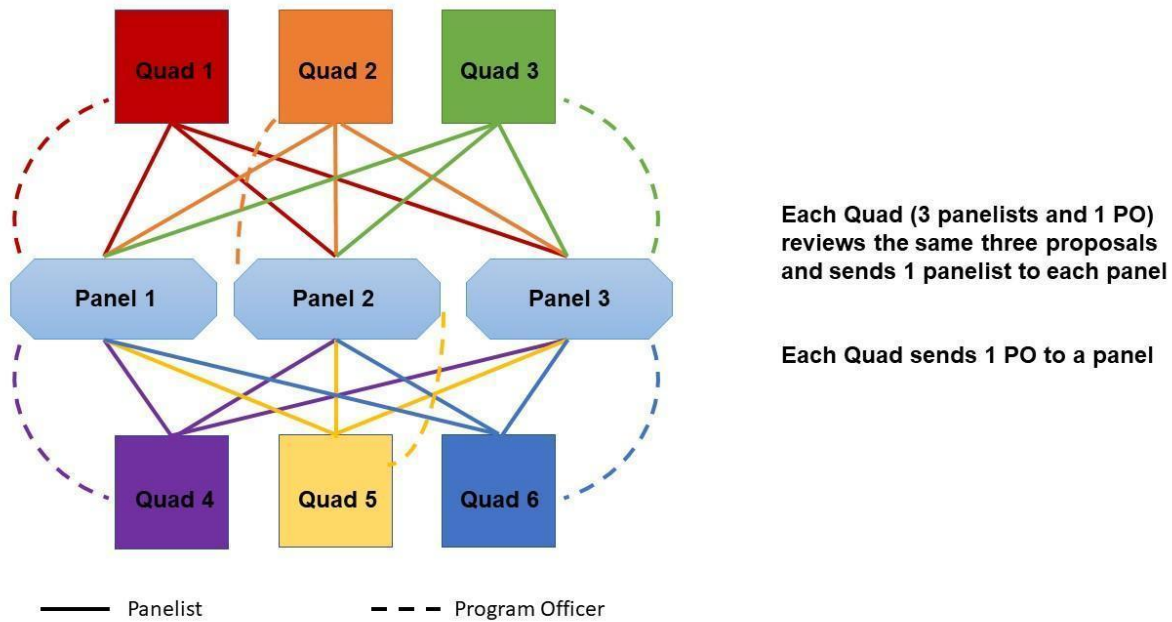 Quad 1
Quad 2
Quad 3
Panel 1
Panel 2
Panel 3
Quad 4
Quad 5
Quad 6
Each Quad (3 panelists and 1 PO)
reviews the same three proposals
and sends 1 panelist to each panel
Each Quad sends 1 PO to a panel
Panelist
Program Officer